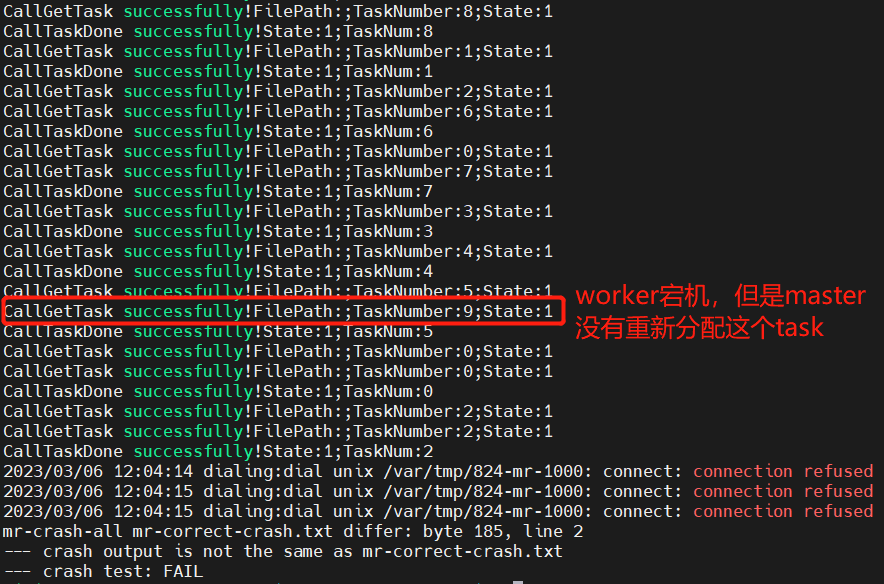 CallGetTask successfully!FilePath:;TaskNumber:8;State:1
CallTaskDone successfully!State:1;TaskNum:8
CallGetTask successfully!FilePath:;TaskNumber:1;State:1
CallTaskDone successfully!State:1;TaskNum:1
CallGetTask successfully!FilePath:;TaskNumber:2;State:1
CallGetTask successfully!FilePath:;TaskNumber:6;State:1
CallTaskDone successfully!State:1;TaskNum:6
CallGetTask successfully!FilePath:;TaskNumber:0;State:1
CallGetTask successfully!FilePath:;TaskNumber:7;State:1
CallTaskDone successfully!State:1;TaskNum:7
CallGetTask successfully!FilePath:;TaskNumber:3;State:1
CallTaskDone successfully!State:1;TaskNum:3
CallGetTask successfully!FilePath:;TaskNumber:4;State:1
CallTaskDone successfully!State:1;TaskNum:4
CallGetTask successfully!FilePath:;TaskNumber:5;State:1
CallGetTask successfully!FilePath:;TaskNumber:9;State:1
worker宕机，但是master
没有重新分配这个task
CallTaskDone successfully!State:1;TaskNum:5
CallGetTask successfully!FilePath:;TaskNumber:0;State:1
CallGetTask successfully!FilePath:;TaskNumber:0;State:1
CallTaskDone successfully!State:1;TaskNum:0
CallGetTask successfully!FilePath:;TaskNumber:2;State:1
CallGetTask successfully!FilePath:;TaskNumber:2;State:1
CallTaskDone successfully!State:1;TaskNum:2
2023/03/06 12:04:14 dialing:dial unix /var/tmp/824-mr-1000: connect: connection refused
2023/03/06 12:04:15 dialing:dial unix /var/tmp/824-mr-1000: connect: connection refused
2023/03/06 12:04:15 dialing:dial unix /var/tmp/824-mr-1000: connect: connection refused
mr-crash-all mr-correct-crash.txt differ: byte 185, line 2
--- crash output is not the same as mr-correct-crash.txt
--- crash test: FAIL